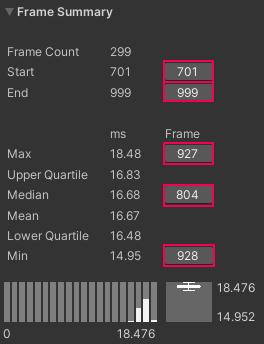 Frame Summary
Frame Count 299
Start 701 701
End 999 999
ms Frame
Max 18.48 927
Upper Quartile 16.83
Median 16.68 804
Mean 16.67
Lower Quartile 16.48
Min 14.95 928
18.476
14.952
0 18.476